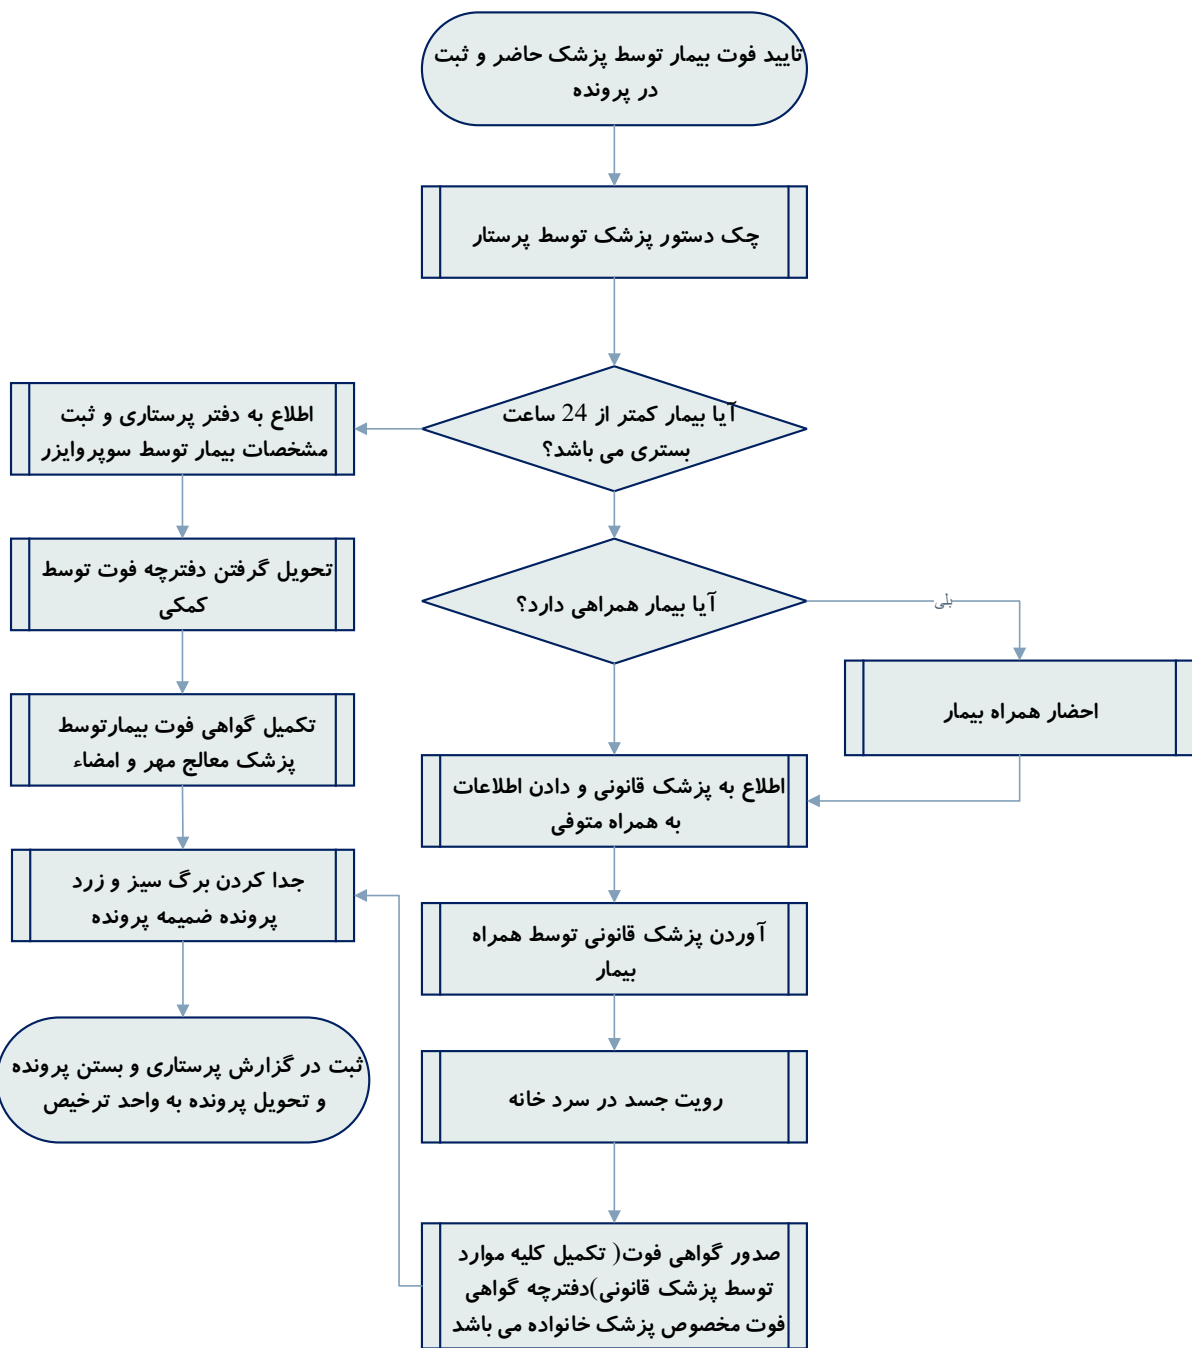 تایید فوت بیمار توسط پزشک حاضر و ثبت
در پرونده
چک دستور پزشک توسط پرستار
آیا بیمار کمتر از 24 ساعت
بستری می باشد؟
اطلاع به دفتر پرستاری و ثبت
مشخصات بیمار توسط سوپروایزر
تحویل گرفتن دفترچه فوت توسط
کمکی
آیا بیمار همراهی دارد؟
بلی
احضار همراه بیمار
تکمیل گواهی فوت بیمارتوسط
پزشک معالج مهر و امضاء
اطلاع به پزشک قانونی و دادن اطلاعات
به همراه متوفی
جدا کردن برگ سیز و زرد
پرونده ضمیمه پرونده
آوردن پزشک قانونی توسط همراه
بیمار
ثبت در گزارش پرستاری و بستن پرونده
و تحویل پرونده به واحد ترخیص
رویت جسد در سرد خانه
صدور گواهی فوت( تکمیل کلیه موارد
توسط پزشک قانونی)دفترچه گواهی
فوت مخصوص پزشک خانواده می باشد